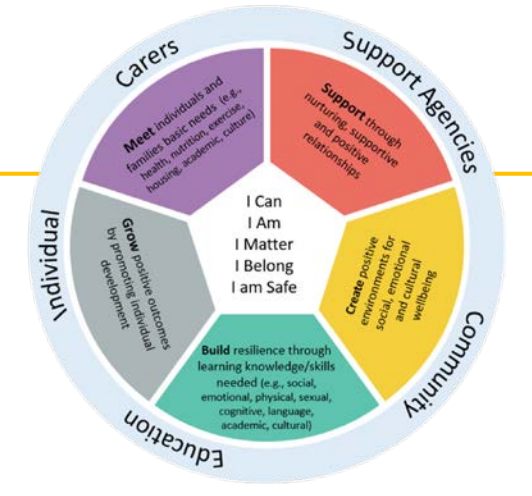 Carers
Support Agencies
Community
Education
Individual
Meet individuals and
families basic needs (e.g.,
health, nutrition, exercise,
housing, academic, culture)
Support through
nurturing, supportive
and positive
relationships
Create positive
environments for
social, emotional
and cultural
wellbeing
Build resilience through
learning knowledge/skills
needed (e.g., social,
emotional, physical, sexual,
cognitive, language,
academic, cultural)
Grow positive outcomes
by promoting individual
development
I Can
I Am
I Matter
I Belong
I am Safe